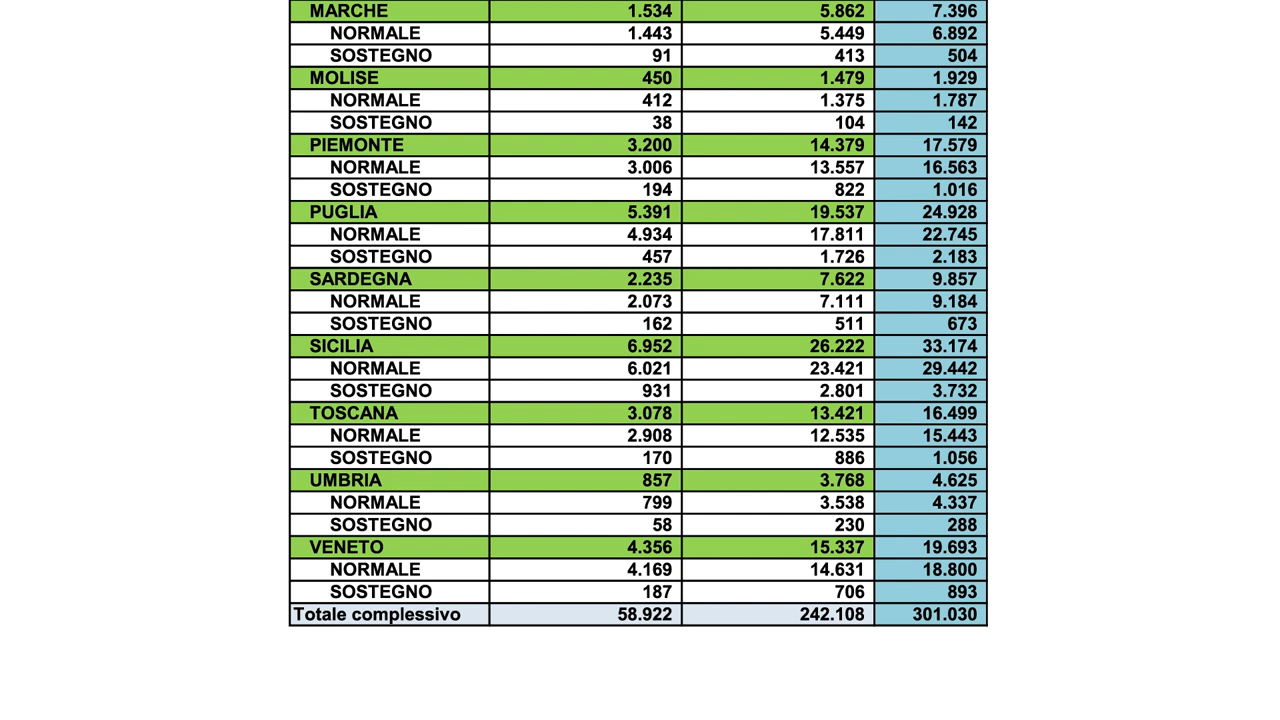 MARCHE 1.534 5.862 7.396
NORMALE 1.443 5.449 6.892
SOSTEGNO 91 413 504
MOLISE 450 1.479 1.929
NORMALE 412 1.375 1.787
SOSTEGNO 38 104 142
PIEMONTE 3.200 14.379 17.579
NORMALE 3.006 13.557 16.563
SOSTEGNO 194 822 1.016
PUGLIA 5.391 19.537 24.928
NORMALE 4.934 17.811 22.745
SOSTEGNO 457 1.726 2.183
SARDEGNA 2.235 7.622 9.857
NORMALE 2.073 7.111 9.184
SOSTEGNO 162 511 673
SICILIA 6.952 26.222 33.174
NORMALE 6.021 23.421 29.442
SOSTEGNO 931 2.801 3.732
TOSCANA 3.078 13.421 16.499
NORMALE 2.908 12.535 15.443
SOSTEGNO 170 886 1.056
UMBRIA 857 3.768 4.625
NORMALE 799 3.538 4.337
SOSTEGNO 58 230 288
VENETO 4.356 15.337 19.693
NORMALE 4.169 14.631 18.800
SOSTEGNO 187 706 893
Totale complessivo 58.922 242.108 301.030